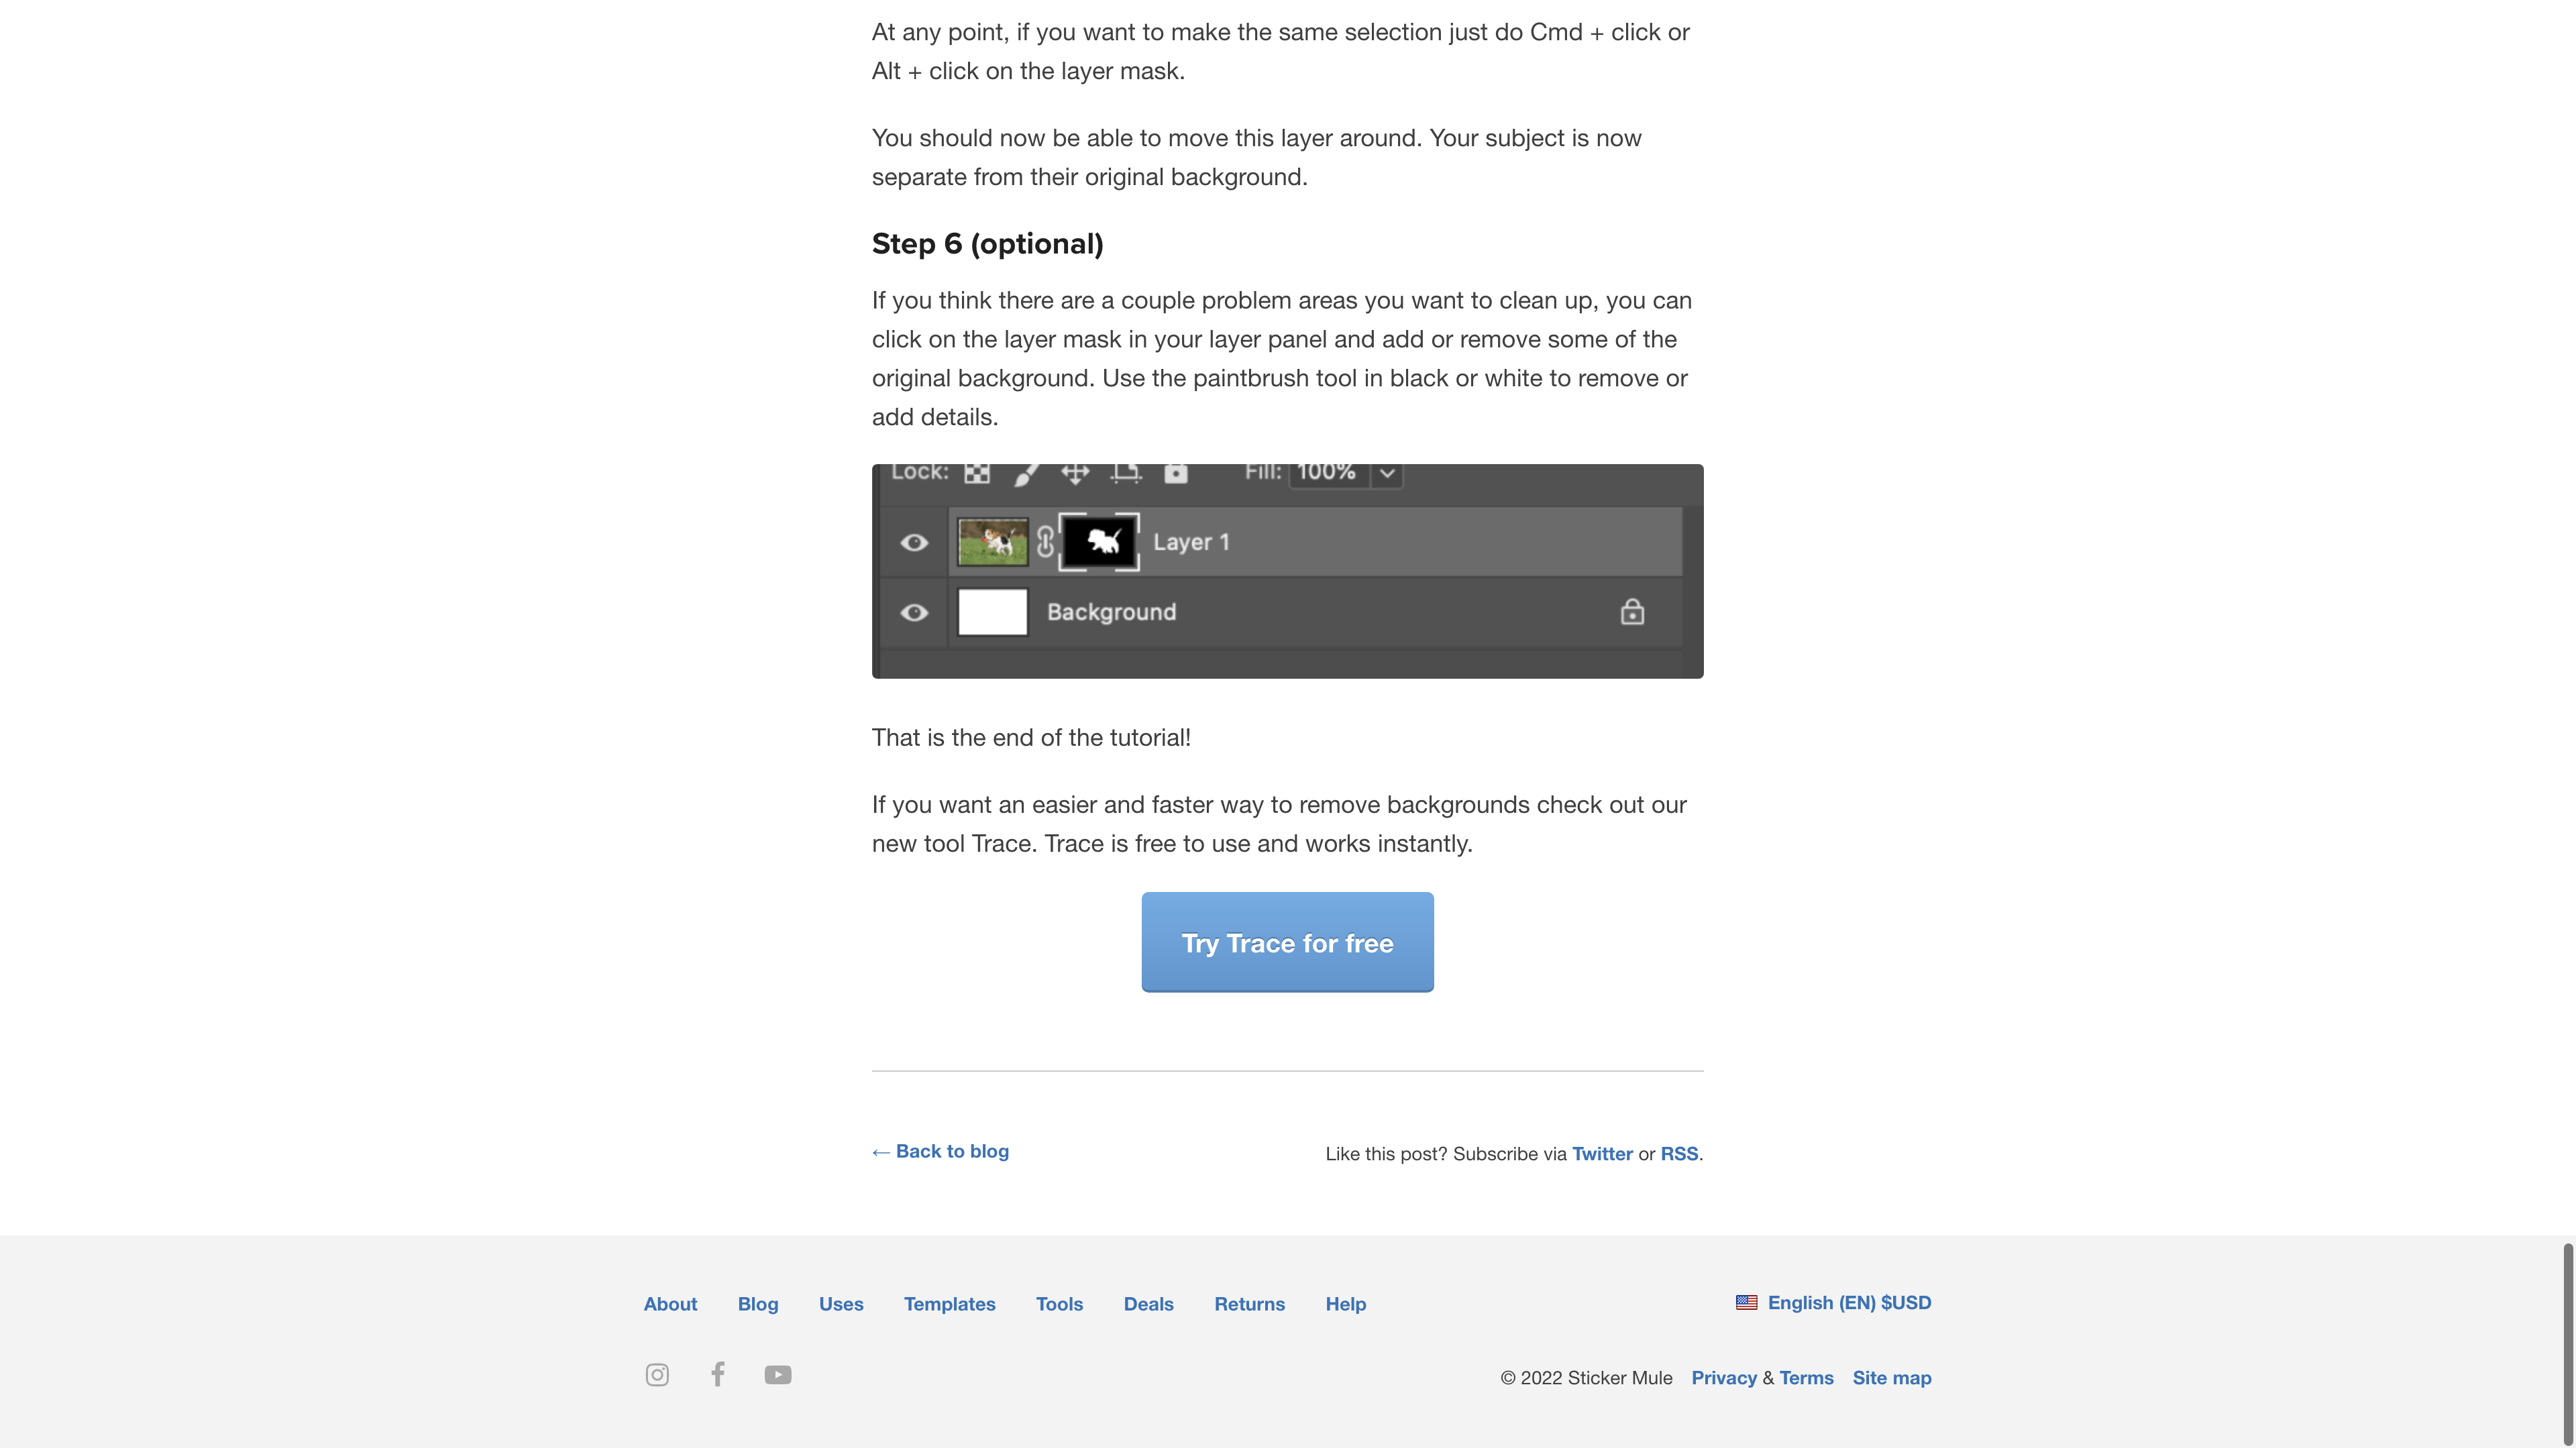 At any point, if you want to make the same selection just do Cmd + click or
Alt + click on the layer mask.
You should now be able to move this layer around. Your subject is now
separate from their original background.
Step 6 (optional)
If you think there are a couple problem areas you want to clean up, you can
click on the layer mask in your layer panel and add or remove some of the
original background. Use the paintbrush tool in black or white to remove or
add details.
Lock: Fill: 100%
Layer 1
Background
That is the end of the tutorial!
If you want an easier and faster way to remove backgrounds check out our
new tool Trace. Trace is free to use and works instantly.
Try Trace for free
← Back to blog
Like this post? Subscribe via Twitter or RSS.
About Blog Uses Templates Tools Deals Returns Help
English (EN) $USD
© 2022 Sticker Mule Privacy & Terms Site map